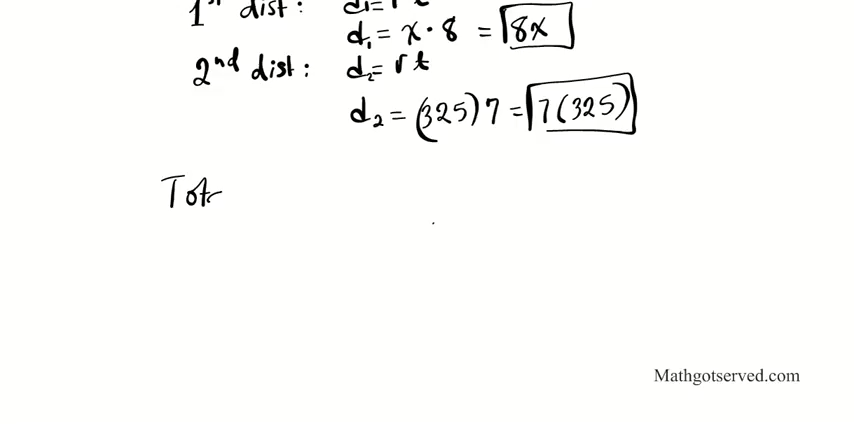 1st dist: d₁= r t
d₁ = x · 8 = 8x
2nd dist: d₂= r t
d₂ = (325) 7 = 7(325)
Tot
Mathgotserved.com